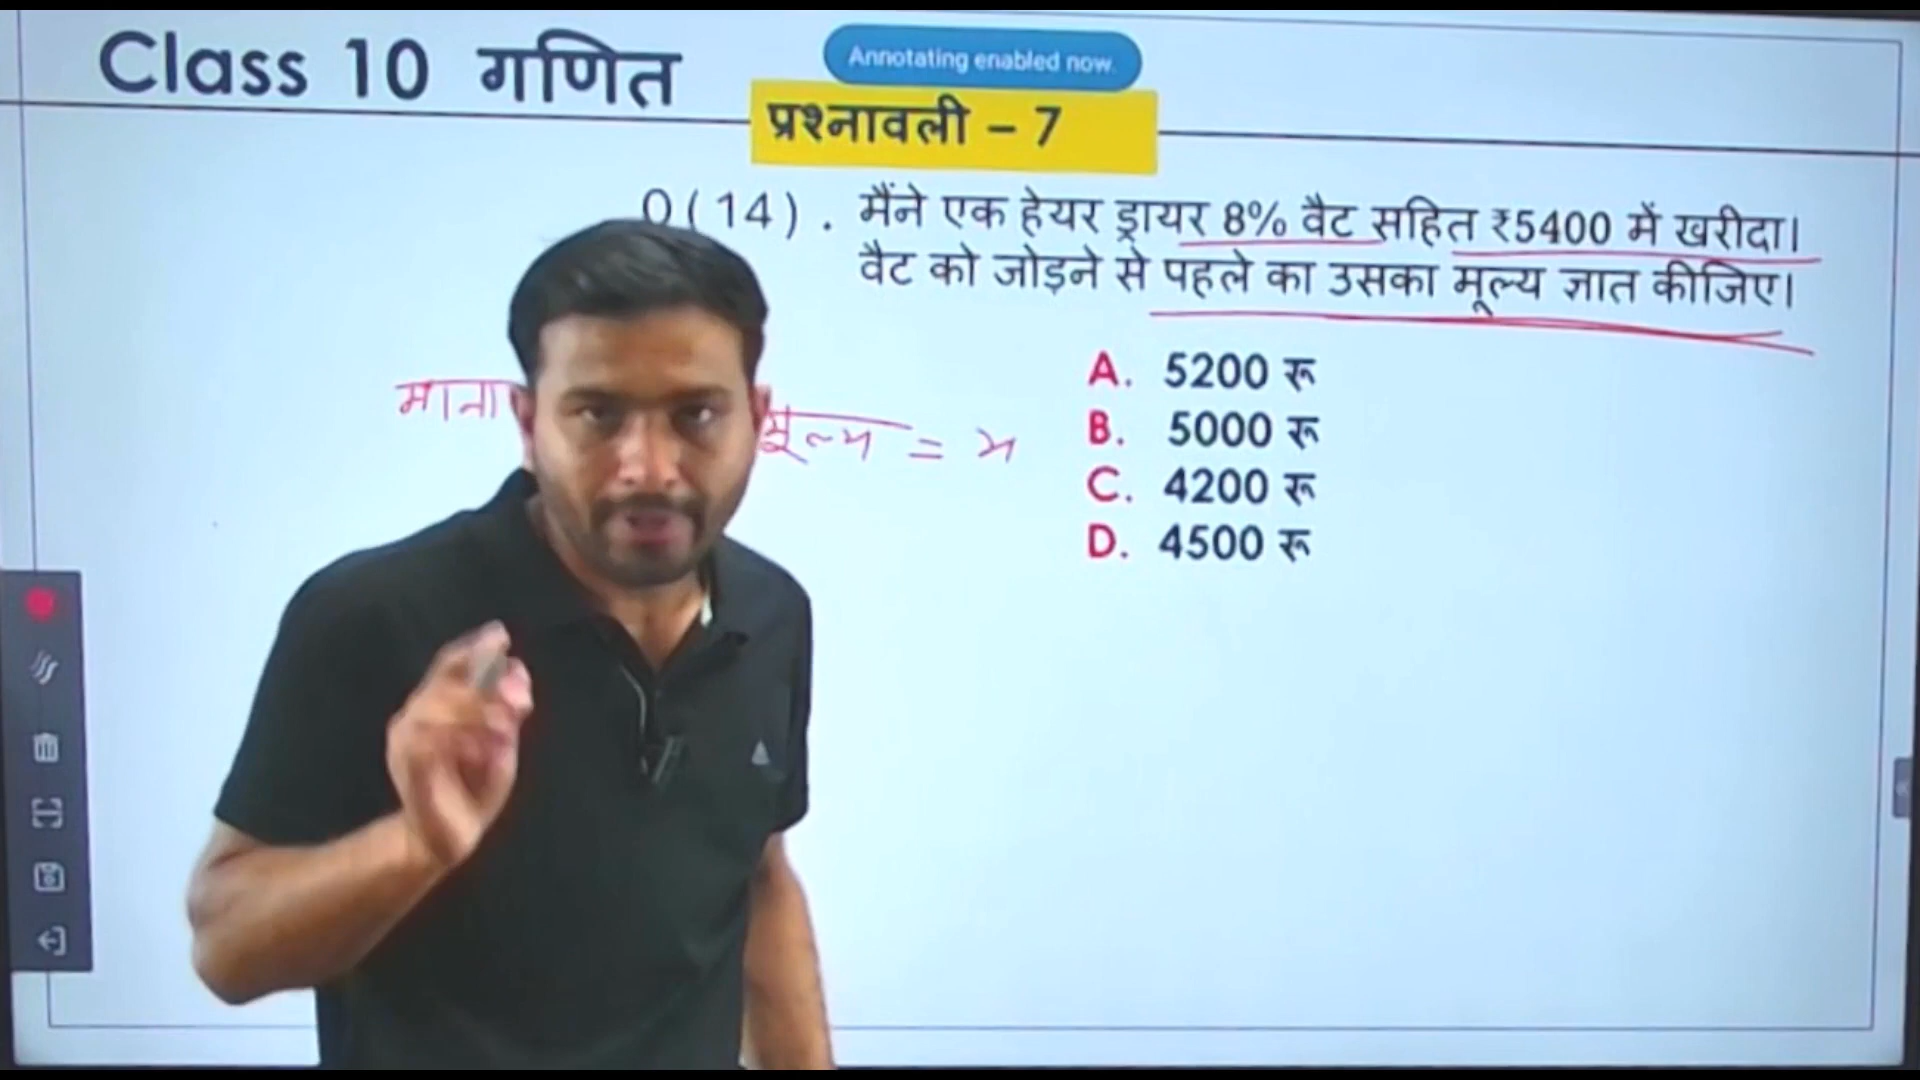 Class 10 गणित
Annotating enabled now.
प्रश्नावली – 7
Q(14). मैंने एक हेयर ड्रायर 8% वैट सहित ₹5400 में खरीदा।
वैट को जोड़ने से पहले का उसका मूल्य ज्ञात कीजिए।
माना मूल्य = x
A. 5200 रू
B. 5000 रू
C. 4200 रू
D. 4500 रू